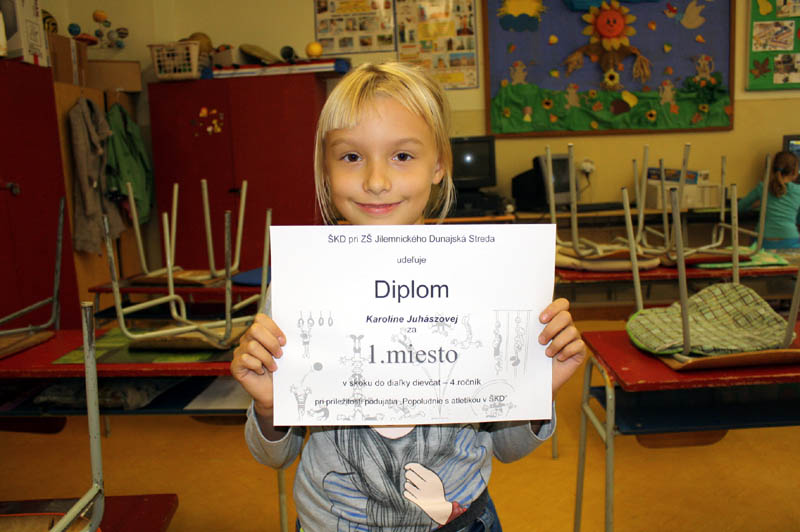 ŠKD pri ZŠ Jilemnického Dunajská Streda
udeľuje
Diplom
Karolíne Juhászovej
za
1.miesto
v skoku do diaľky dievčat – 4.ročník
pri príležitosti podujatia „Popoludnie s atletikou v ŠKD"